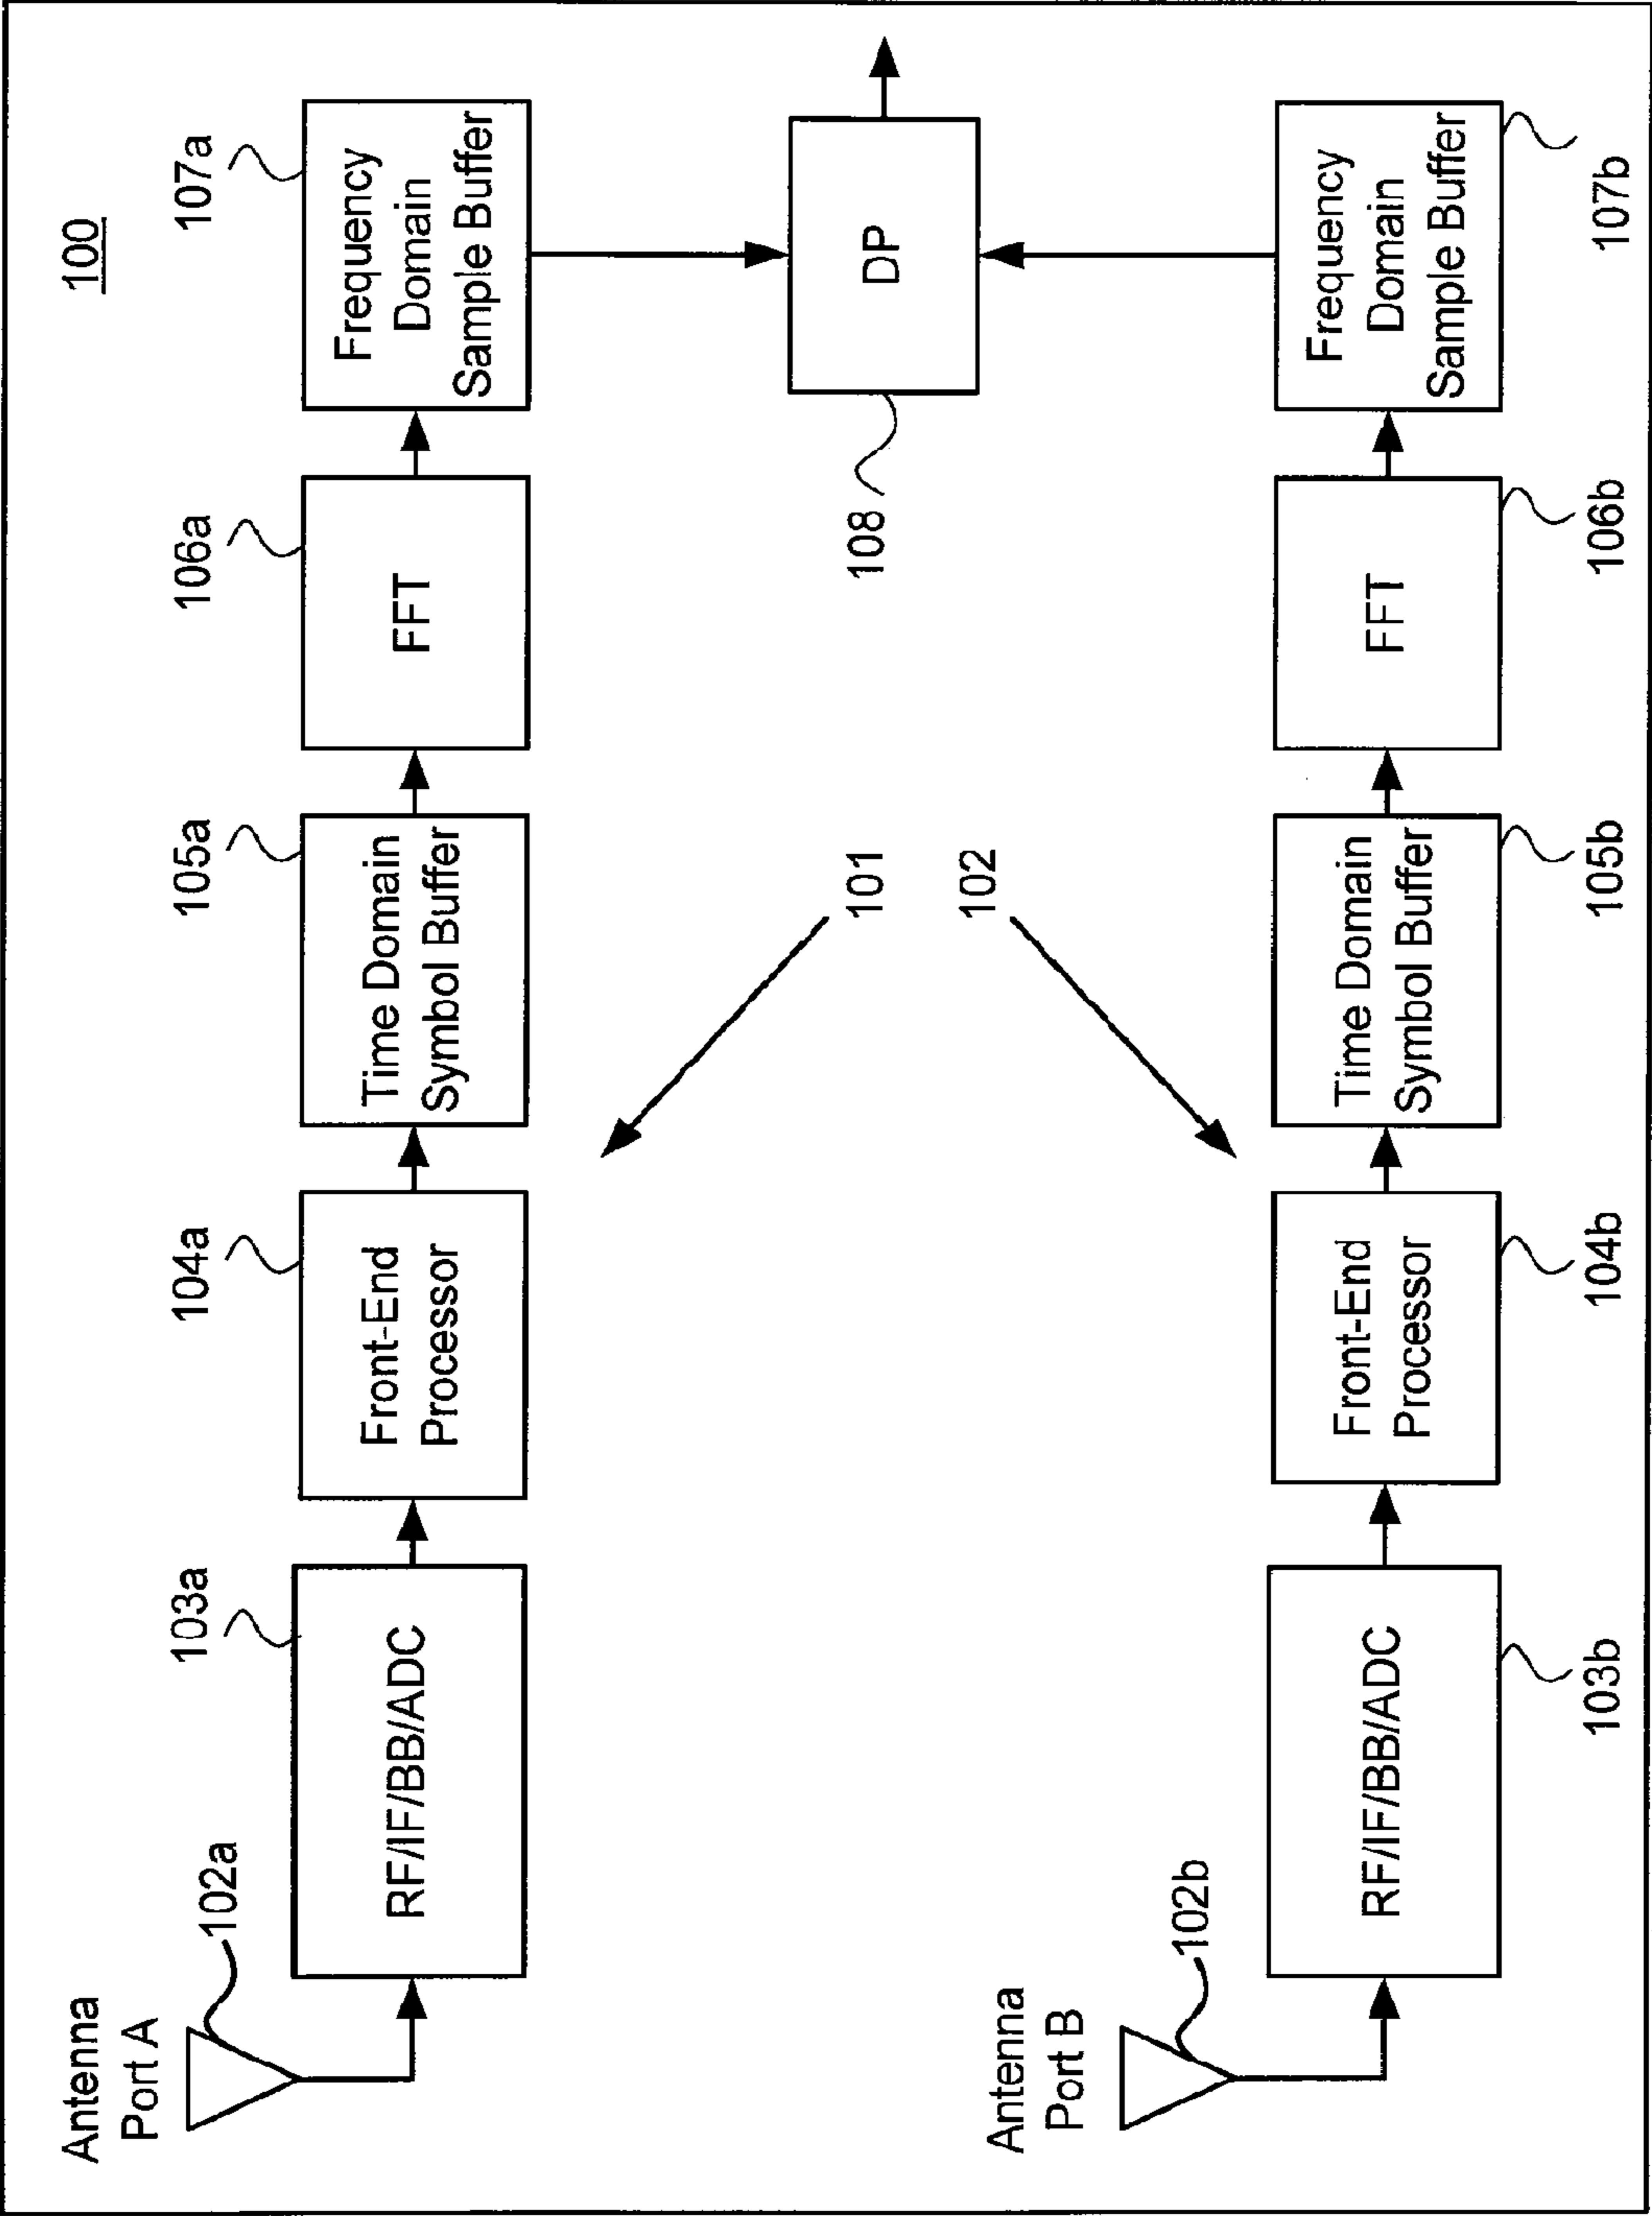 100
Antenna
Port A
102a
103a
RF/IF/BB/ADC
104a
Front-End
Processor
105a
Time Domain
Symbol Buffer
106a
FFT
107a
Frequency
Domain
Sample Buffer
101
108
DP
102
Antenna
Port B
102b
RF/IF/BB/ADC
103b
Front-End
Processor
104b
Time Domain
Symbol Buffer
105b
FFT
106b
Frequency
Domain
Sample Buffer
107b